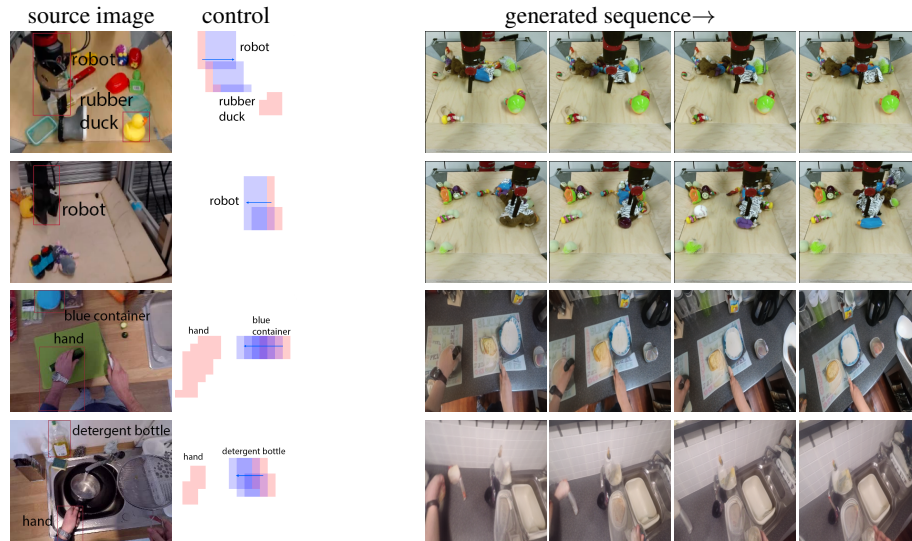 source image
control
generated sequence→
robot
rubber
duck
robot
rubber
duck
robot
robot
blue container
hand
hand
blue
container
detergent bottle
hand
hand
detergent bottle